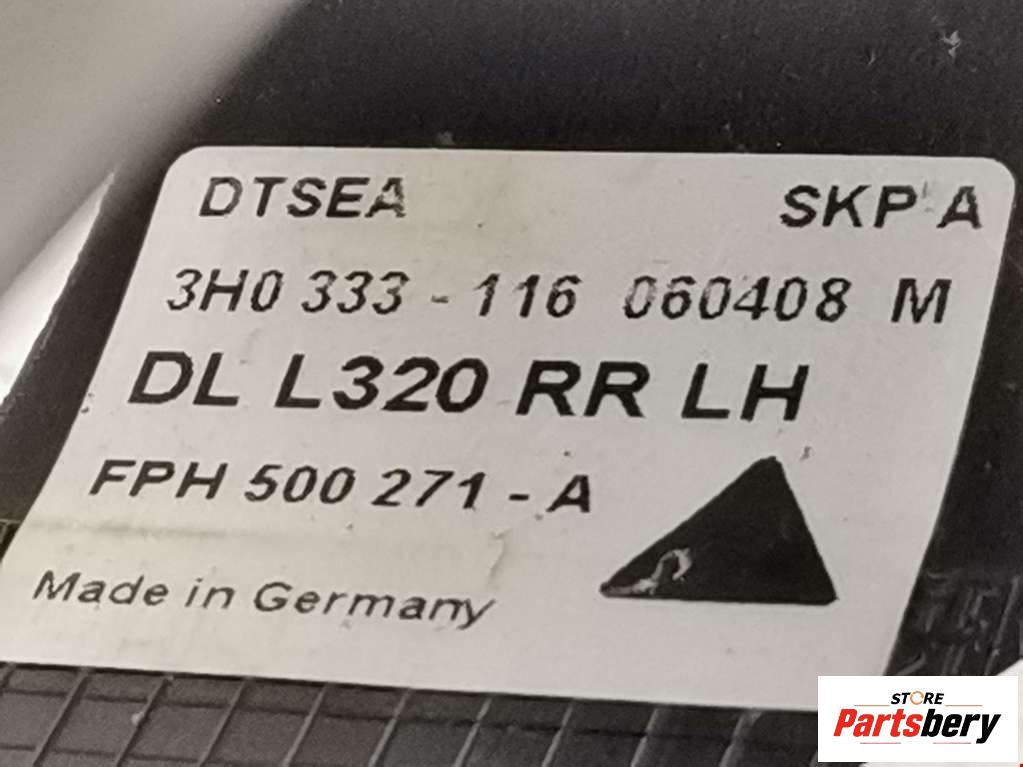 DTSEA SKP A
3H0 333 - 116 060408 M
DL L320 RR LH
FPH 500 271 - A
Made in Germany
STORE
Partsbery